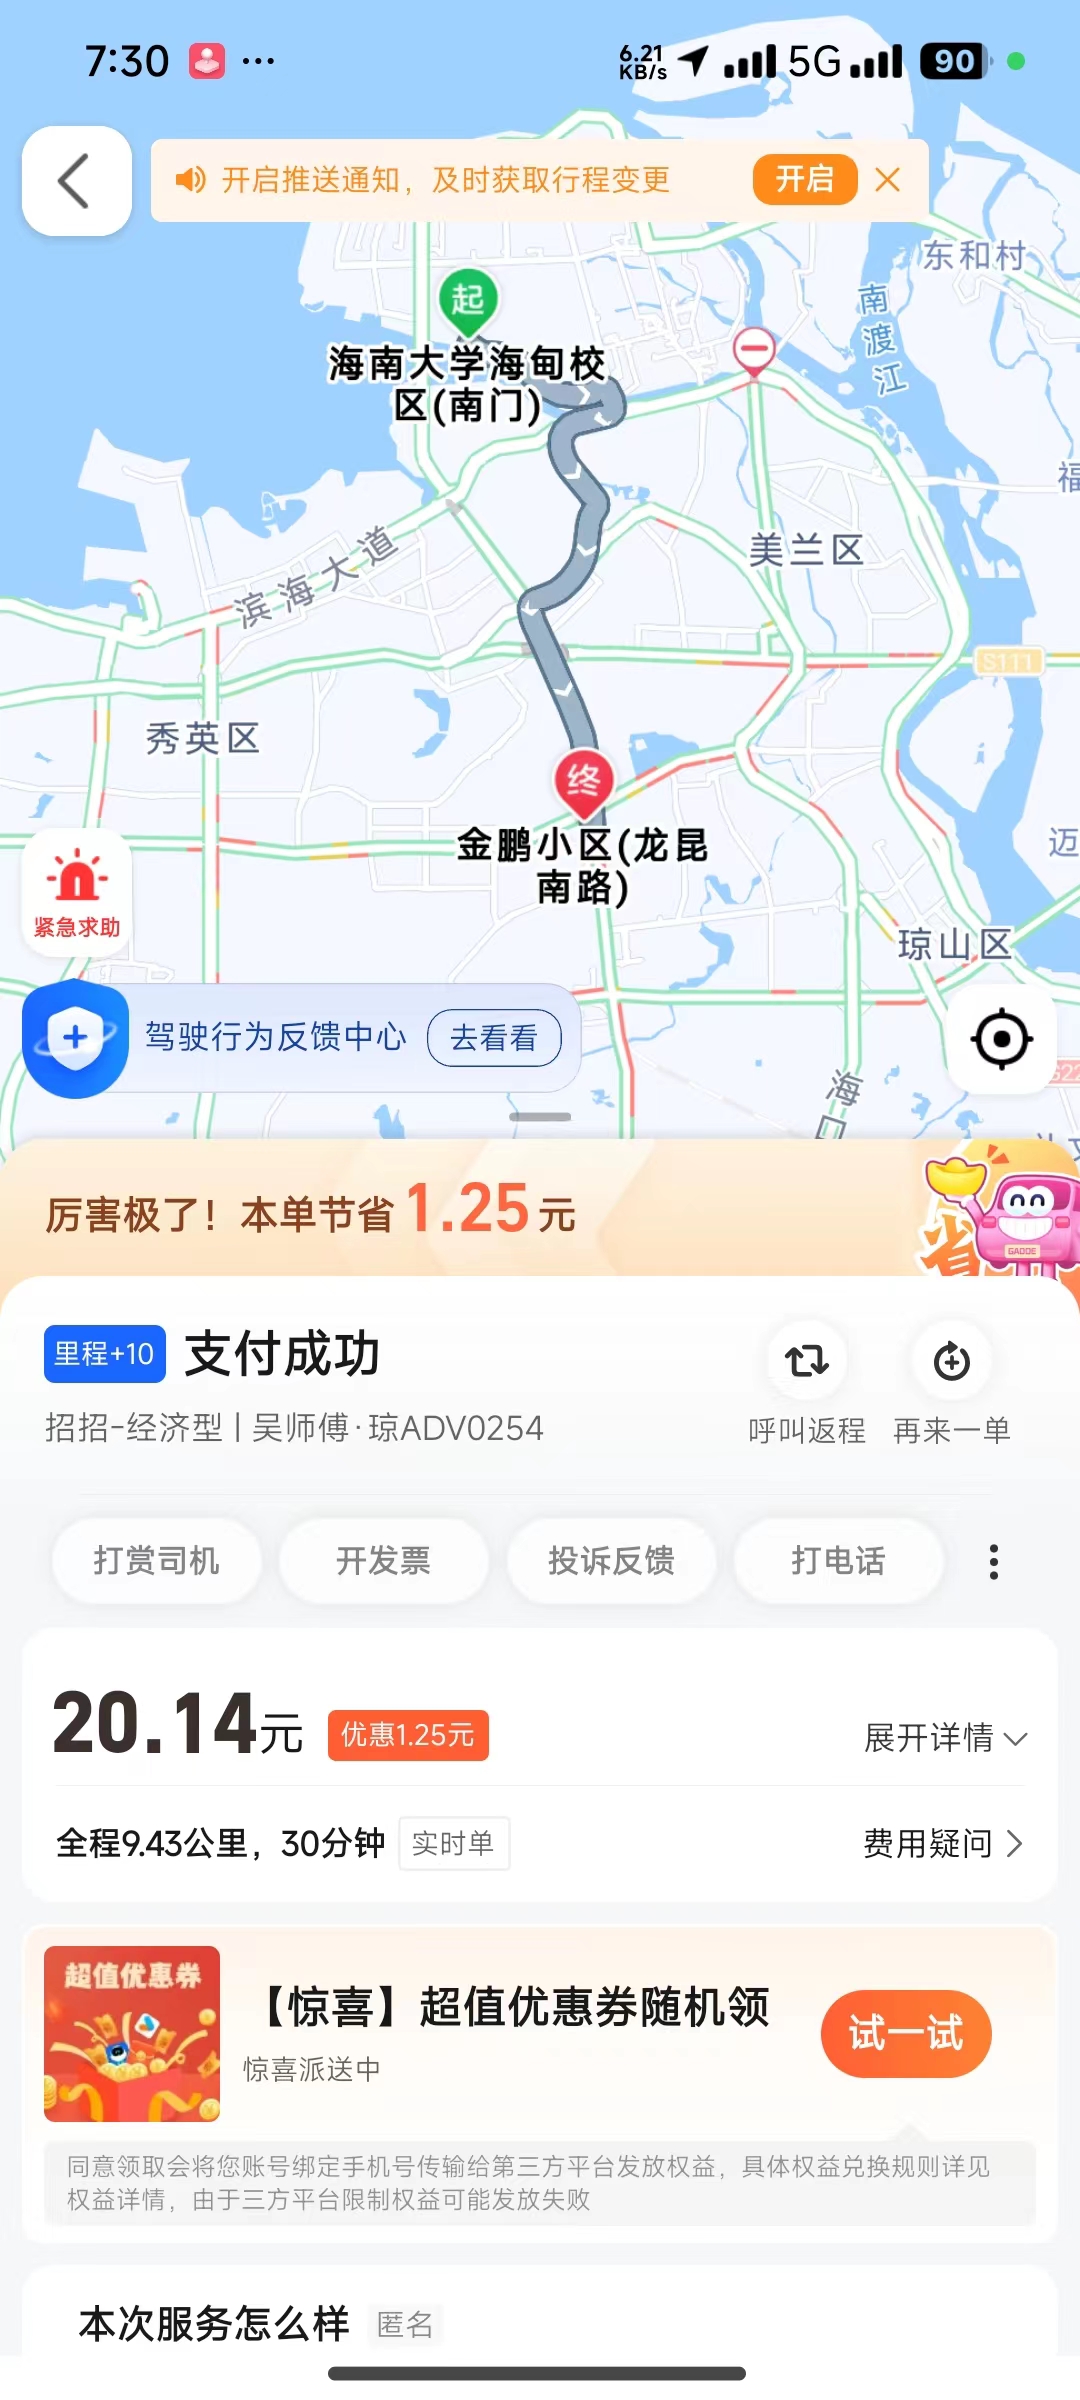 7:30
6.21
KB/s
5G
90
开启推送通知，及时获取行程变更
开启
东和村
南渡江
起
海南大学海甸校
区(南门)
美兰区
滨海大道
S111
秀英区
终
金鹏小区(龙昆
南路)
紧急求助
琼山区
驾驶行为反馈中心
去看看
厉害极了！本单节省1.25元
省
里程+10
支付成功
招招-经济型 | 吴师傅·琼ADV0254
呼叫返程
再来一单
打赏司机
开发票
投诉反馈
打电话
20.14元
优惠1.25元
展开详情
全程9.43公里，30分钟
实时单
费用疑问
超值优惠券
【惊喜】超值优惠券随机领
惊喜派送中
试一试
同意领取会将您账号绑定手机号传输给第三方平台发放权益，具体权益兑换规则详见
权益详情，由于三方平台限制权益可能发放失败
本次服务怎么样
匿名